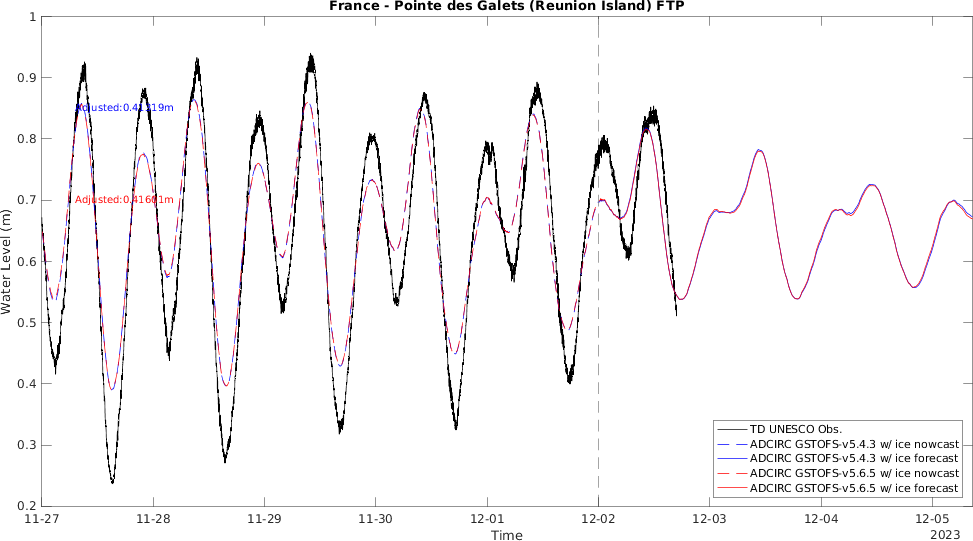 France - Pointe des Galets (Reunion Island) FTP
1
0.9
Adjusted:0.41219m
0.8
0.7
Adjusted:0.41601m
0.6
0.5
0.4
0.3
0.2
Water Level (m)
TD UNESCO Obs.
ADCIRC GSTOFS-v5.4.3 w/ ice nowcast
ADCIRC GSTOFS-v5.4.3 w/ ice forecast
ADCIRC GSTOFS-v5.6.5 w/ ice nowcast
ADCIRC GSTOFS-v5.6.5 w/ ice forecast
11-27 11-28 11-29 11-30 12-01 12-02 12-03 12-04 12-05
Time 2023